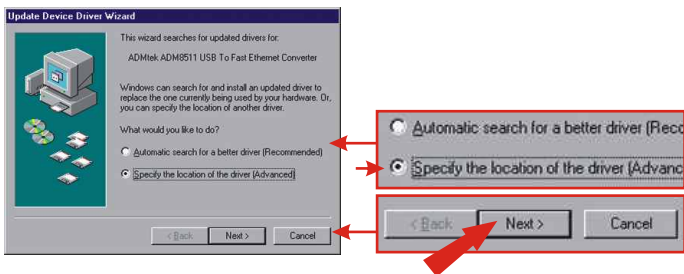 Update Device Driver Wizard
This wizard searches for updated drivers for:
ADMtek ADM8511 USB To Fast Ethernet Converter
Windows can search for and install an updated driver to
replace the one currently being used by your hardware. Or,
you can specify the location of another driver.
What would you like to do?
Automatic search for a better driver (Recommended)
Specify the location of the driver (Advanced)
< Back Next > Cancel
Automatic search for a better driver (Reco
Specify the location of the driver (Advanc
< Back Next > Cancel